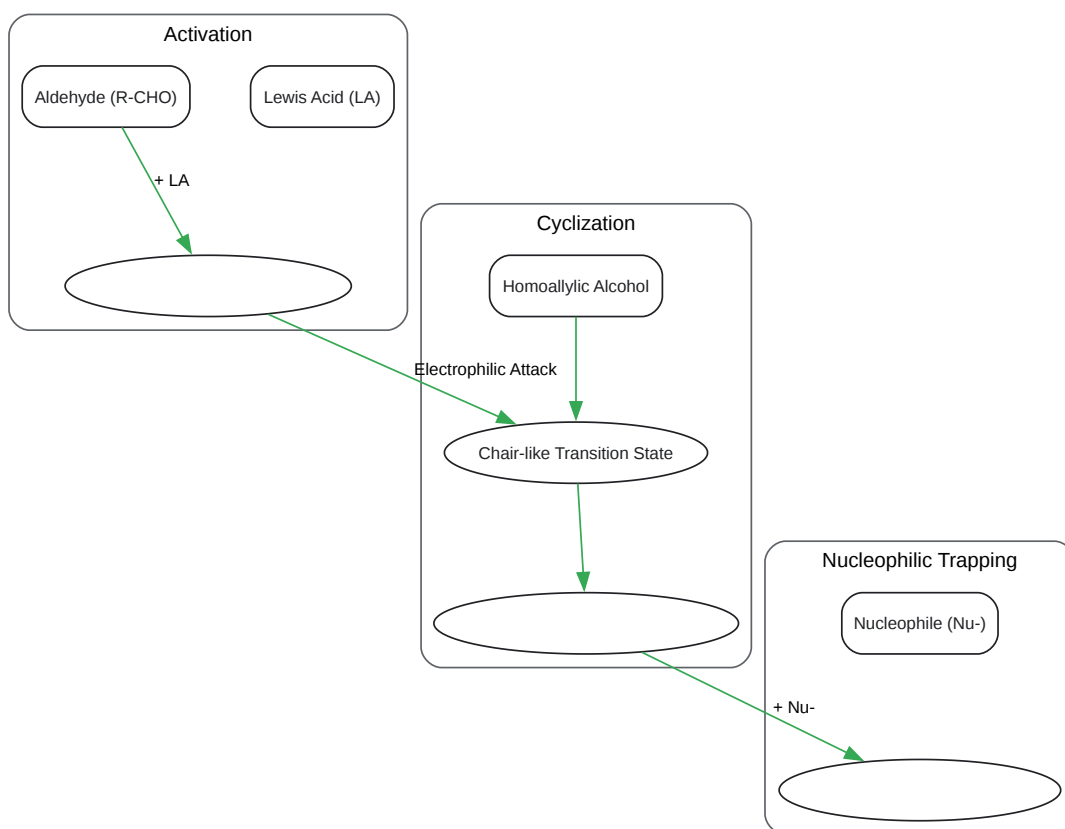 Activation
Aldehyde (R-CHO)
Lewis Acid (LA)
+ LA
Cyclization
Homoallylic Alcohol
Electrophilic Attack
Chair-like Transition State
Nucleophilic Trapping
Nucleophile (Nu-)
+ Nu-